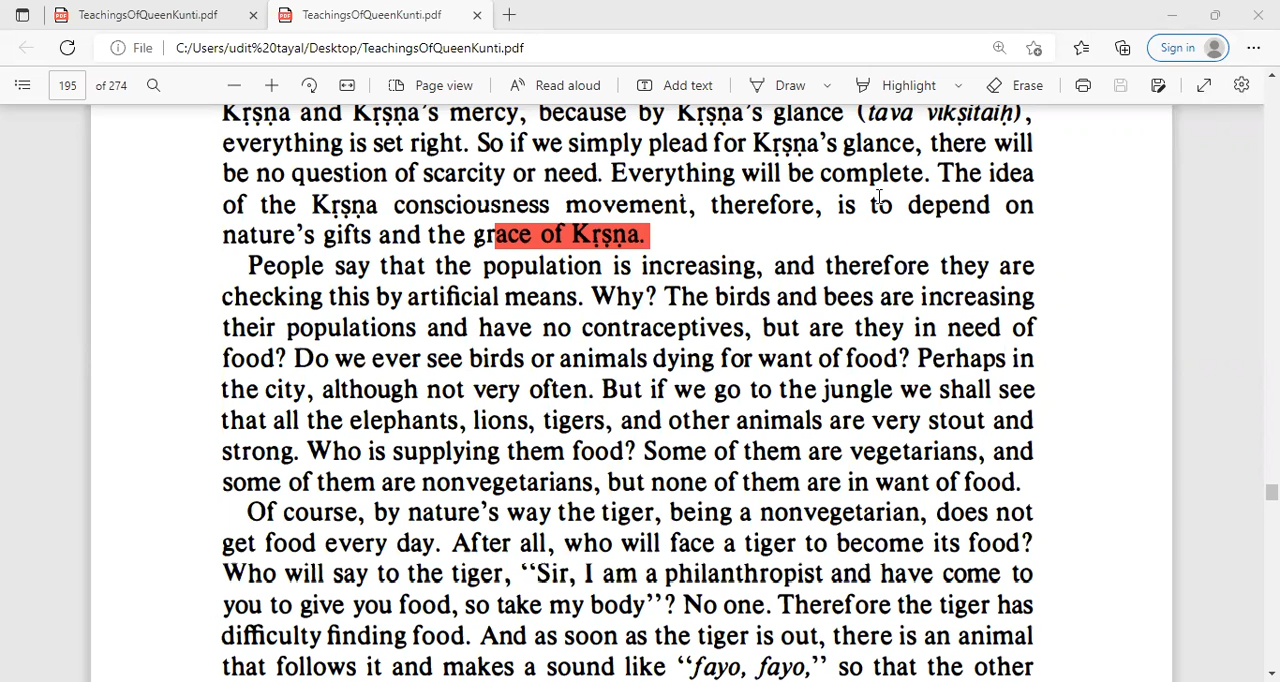 TeachingsOfQueenKunti.pdf
TeachingsOfQueenKunti.pdf
File
C:/Users/udit%20tayal/Desktop/TeachingsOfQueenKunti.pdf
Sign in
195 of 274
Page view
Read aloud
Add text
Draw
Highlight
Erase
Kṛṣṇa and Kṛṣṇa's mercy, because by Kṛṣṇa's glance (tava vīkṣitaiḥ),
everything is set right. So if we simply plead for Kṛṣṇa's glance, there will
be no question of scarcity or need. Everything will be complete. The idea
of the Kṛṣṇa consciousness movement, therefore, is to depend on
nature's gifts and the grace of Kṛṣṇa.
People say that the population is increasing, and therefore they are
checking this by artificial means. Why? The birds and bees are increasing
their populations and have no contraceptives, but are they in need of
food? Do we ever see birds or animals dying for want of food? Perhaps in
the city, although not very often. But if we go to the jungle we shall see
that all the elephants, lions, tigers, and other animals are very stout and
strong. Who is supplying them food? Some of them are vegetarians, and
some of them are nonvegetarians, but none of them are in want of food.
Of course, by nature's way the tiger, being a nonvegetarian, does not
get food every day. After all, who will face a tiger to become its food?
Who will say to the tiger, "Sir, I am a philanthropist and have come to
you to give you food, so take my body"? No one. Therefore the tiger has
difficulty finding food. And as soon as the tiger is out, there is an animal
that follows it and makes a sound like "fayo, fayo," so that the other